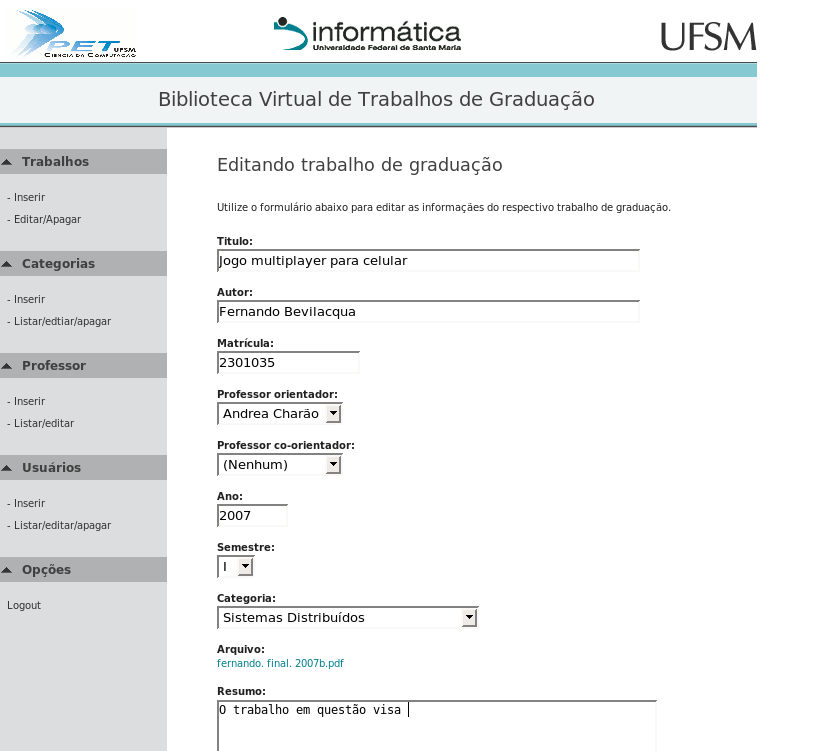 PET UFSM
CIÊNCIA DA COMPUTAÇÃO
informática
Universidade Federal de Santa Maria
UFSM
Biblioteca Virtual de Trabalhos de Graduação
Trabalhos
- Inserir
- Editar/Apagar
Categorias
- Inserir
- Listar/edtiar/apagar
Professor
- Inserir
- Listar/editar
Usuários
- Inserir
- Listar/editar/apagar
Opções
Logout
Editando trabalho de graduação
Utilize o formulário abaixo para editar as informações do respectivo trabalho de graduação.
Titulo:
Jogo multiplayer para celular
Autor:
Fernando Bevilacqua
Matrícula:
2301035
Professor orientador:
Andrea Charão
Professor co-orientador:
(Nenhum)
Ano:
2007
Semestre:
I
Categoria:
Sistemas Distribuídos
Arquivo:
fernando. final. 2007b.pdf
Resumo:
O trabalho em questão visa